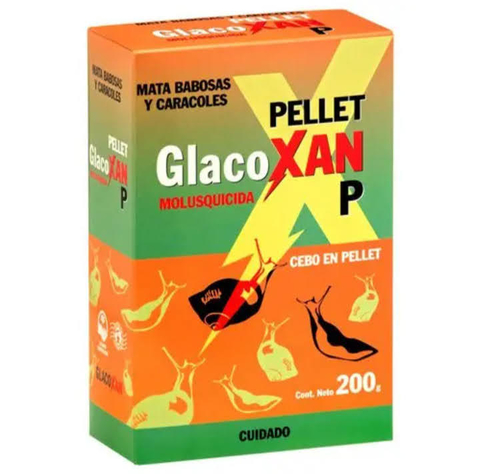 MATA BABOSAS
Y CARACOLES
PELLET
GlacoXAN
MOLUSQUICIDA
P
CEBO EN PELLET
Cont. Neto 200g
CUIDADO
MATA BABOSAS
Y CARACOLES
PELLET
GlacoXAN
MOLUSQUICIDA
P
GLACOXAN